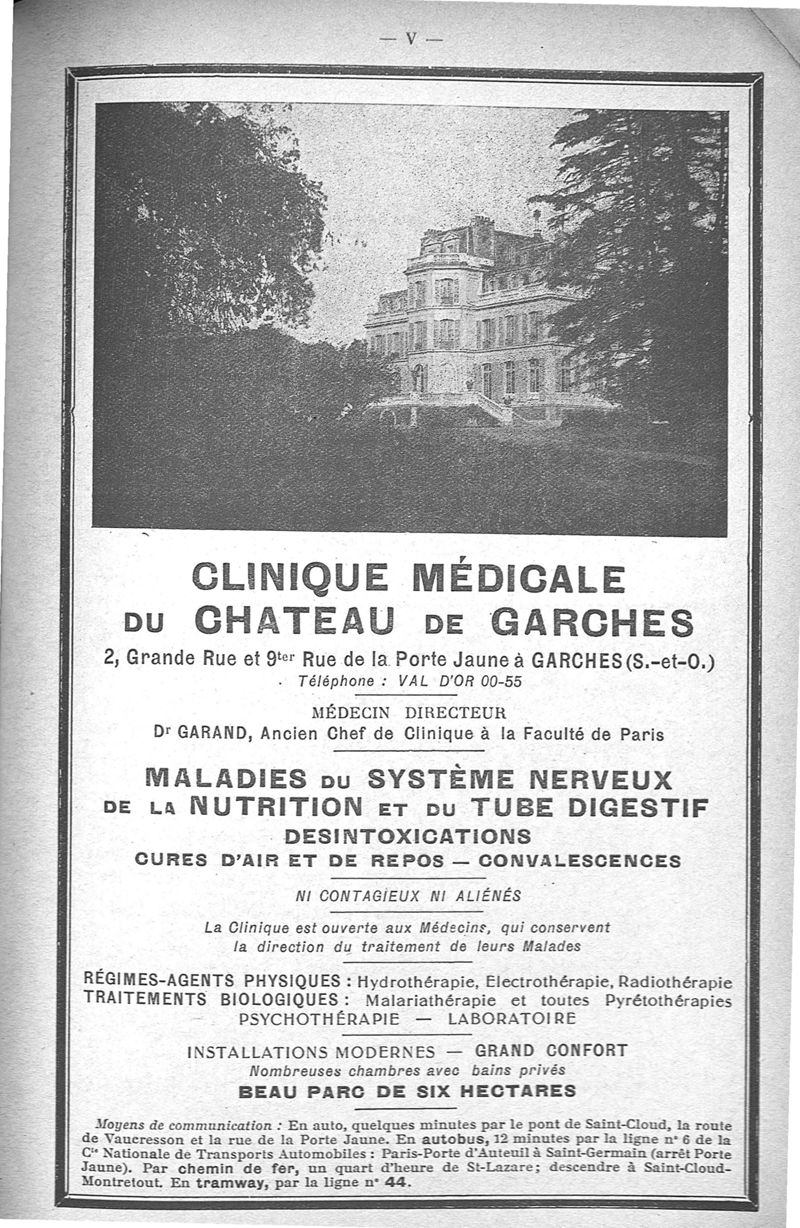 — V —
CLINIQUE MÉDICALE
DU CHATEAU DE GARCHES
2, Grande Rue et 9ter Rue de la Porte Jaune à GARCHES (S.-et-O.)
Téléphone : VAL D'OR 00-55
MÉDECIN DIRECTEUR
Dr GARAND, Ancien Chef de Clinique à la Faculté de Paris
MALADIES DU SYSTÈME NERVEUX
DE LA NUTRITION ET DU TUBE DIGESTIF
DESINTOXICATIONS
CURES D'AIR ET DE REPOS — CONVALESCENCES
NI CONTAGIEUX NI ALIÉNÉS
La Clinique est ouverte aux Médecins, qui conservent
la direction du traitement de leurs Malades
RÉGIMES-AGENTS PHYSIQUES : Hydrothérapie, Électrothérapie, Radiothérapie
TRAITEMENTS BIOLOGIQUES : Malariathérapie et toutes Pyrétothérapies
PSYCHOTHÉRAPIE — LABORATOIRE
INSTALLATIONS MODERNES — GRAND CONFORT
Nombreuses chambres avec bains privés
BEAU PARC DE SIX HECTARES
Moyens de communication : En auto, quelques minutes par le pont de Saint-Cloud, la route
de Vaucresson et la rue de la Porte Jaune. En autobus, 12 minutes par la ligne n° 6 de la
Cie Nationale de Transports Automobiles : Paris-Porte d'Auteuil à Saint-Germain (arrêt Porte
Jaune). Par chemin de fer, un quart d'heure de St-Lazare ; descendre à Saint-Cloud-
Montretout. En tramway, par la ligne n° 44.